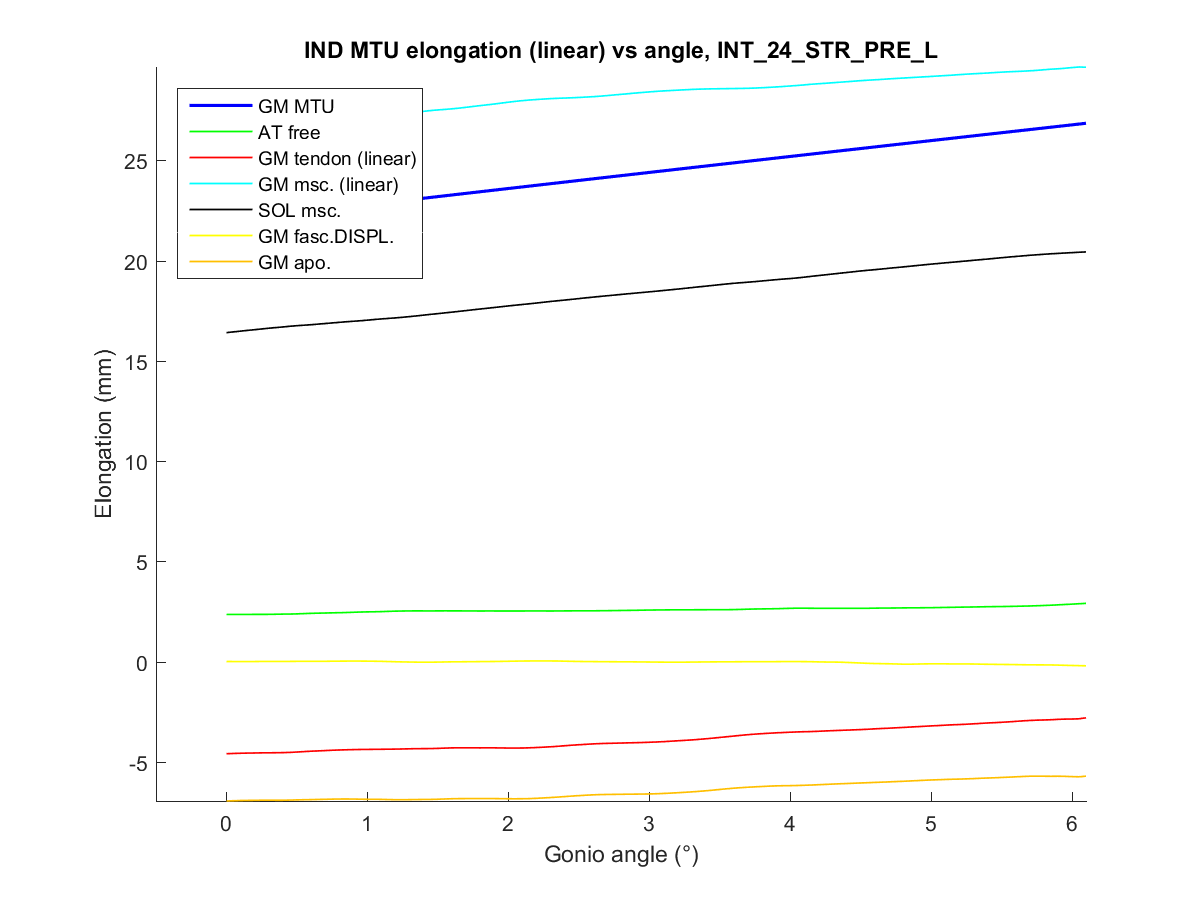 IND MTU elongation (linear) vs angle, INT_24_STR_PRE_L
GM MTU
AT free
GM tendon (linear)
GM msc. (linear)
SOL msc.
GM fasc.DISPL.
GM apo.
Elongation (mm)
25
20
15
10
5
0
-5
0 1 2 3 4 5 6
Gonio angle (°)